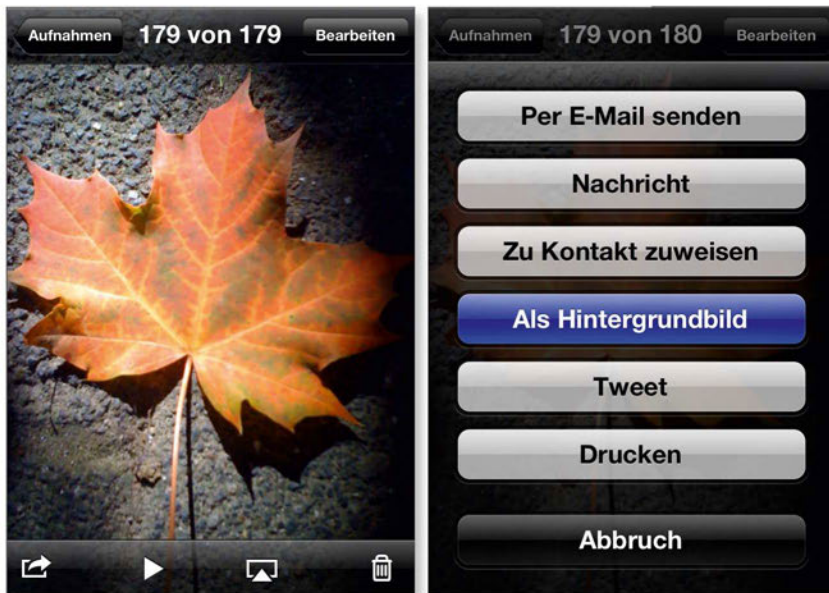 Aufnahmen 179 von 179 Bearbeiten
Aufnahmen 179 von 180 Bearbeiten
Per E-Mail senden
Nachricht
Zu Kontakt zuweisen
Als Hintergrundbild
Tweet
Drucken
Abbruch